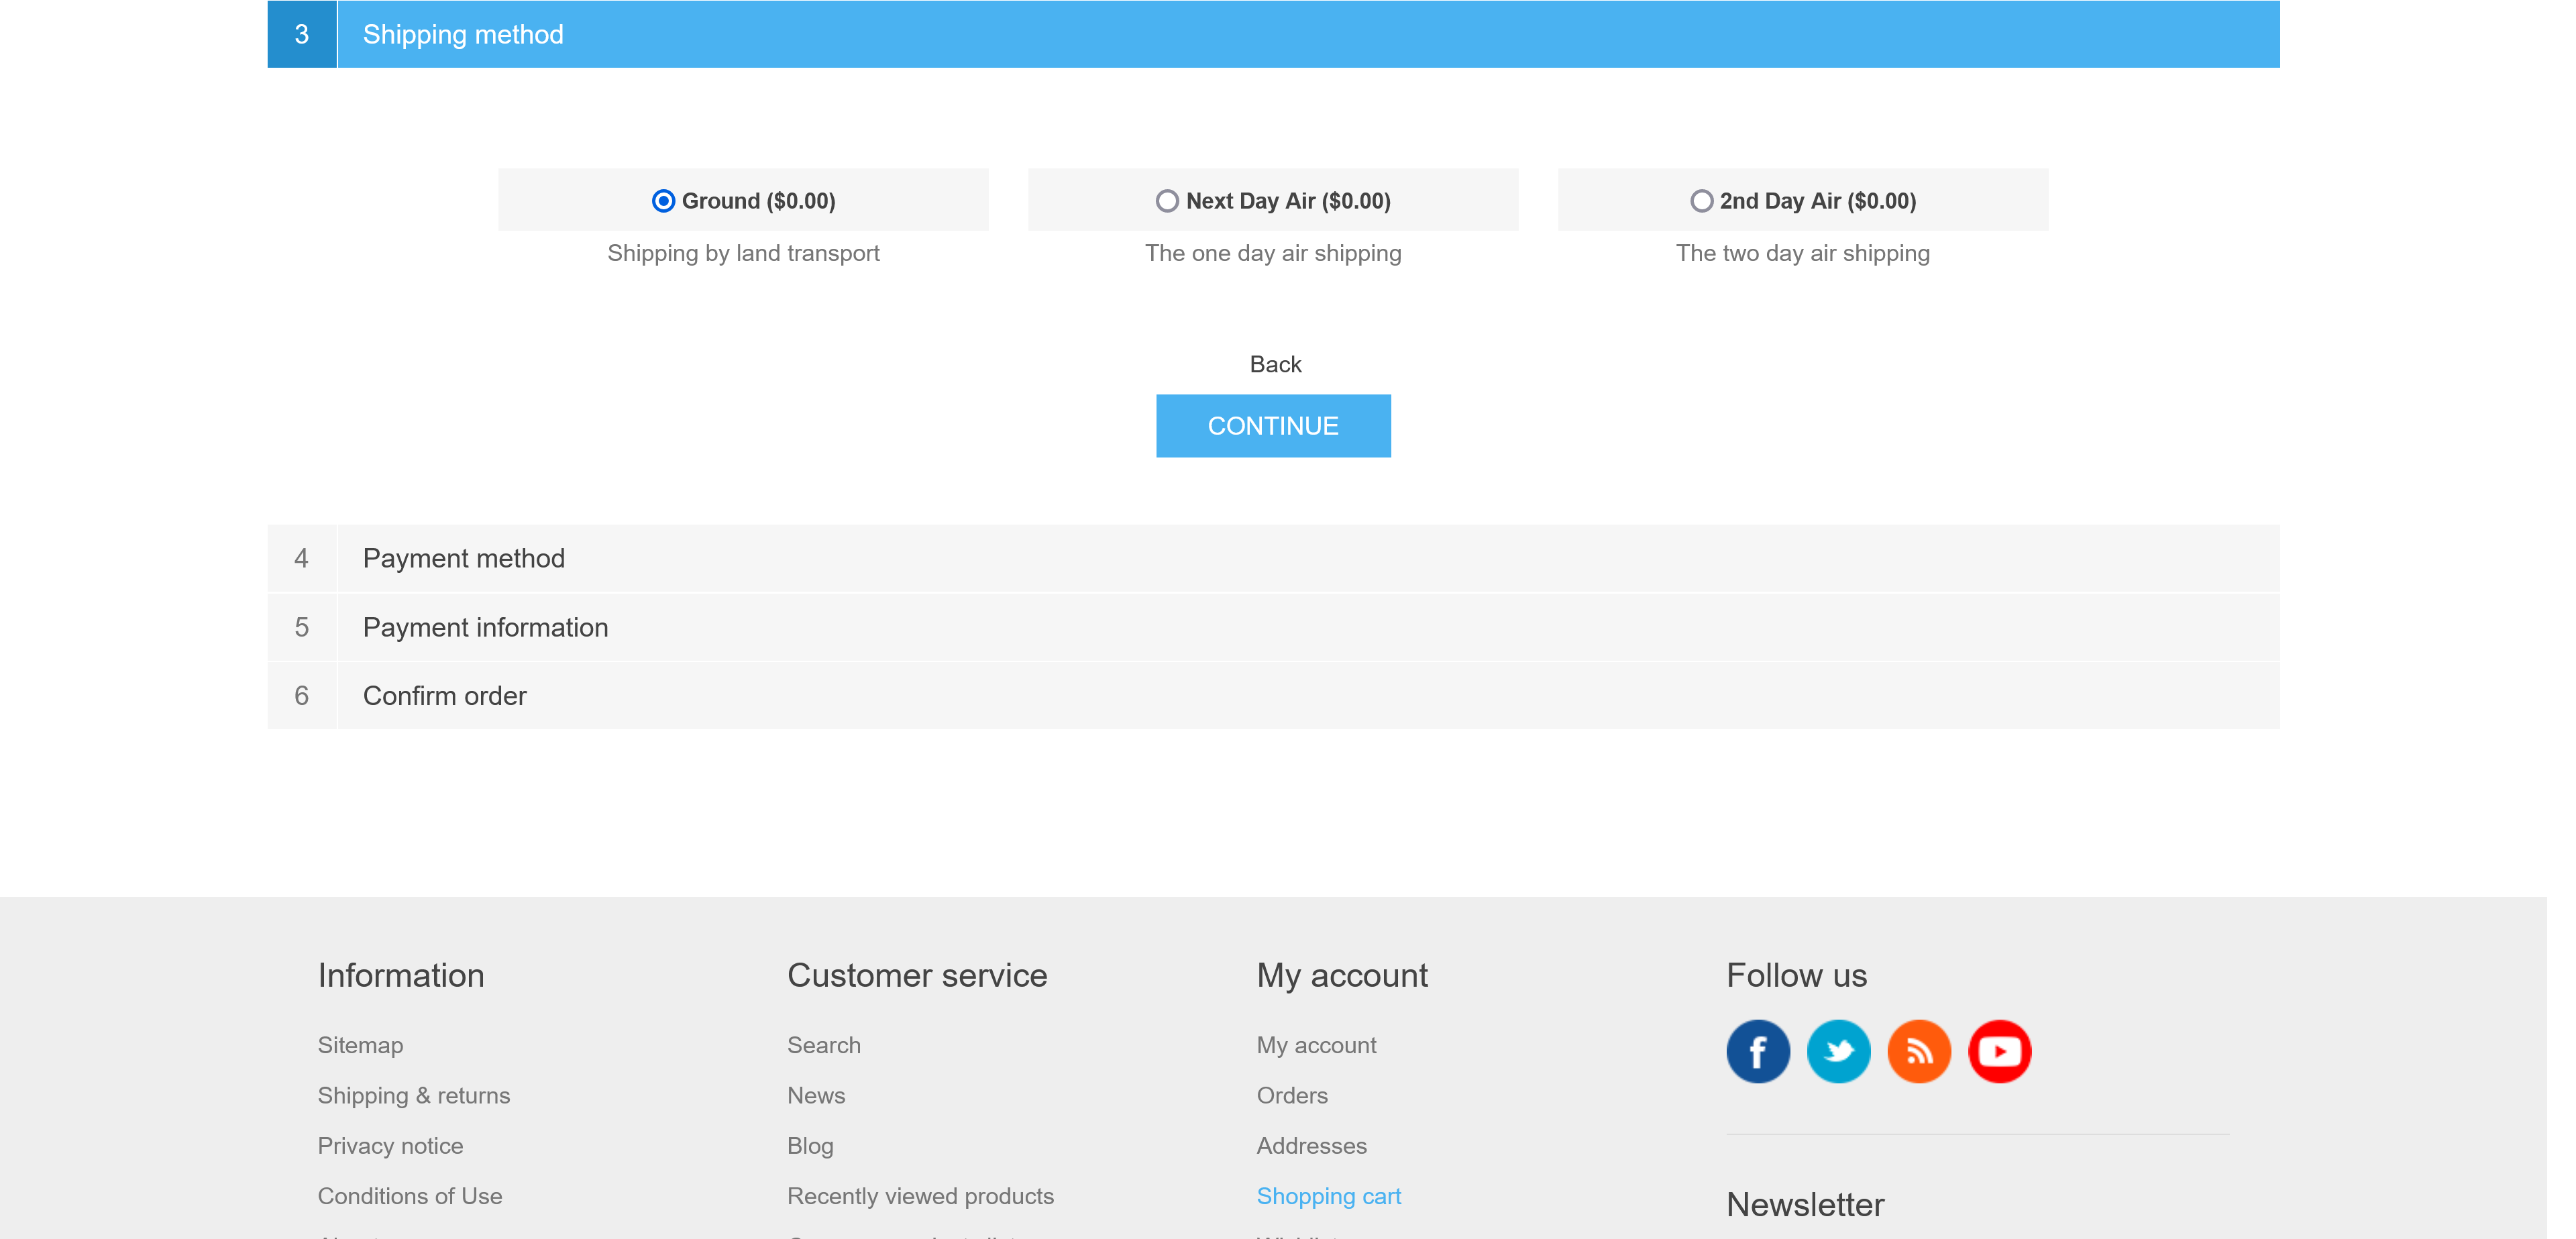 3 Shipping method
Ground ($0.00) Next Day Air ($0.00) 2nd Day Air ($0.00)
Shipping by land transport The one day air shipping The two day air shipping
Back
CONTINUE
4 Payment method
5 Payment information
6 Confirm order
Information Customer service My account Follow us
Sitemap Search My account
Shipping & returns News Orders
Privacy notice Blog Addresses
Conditions of Use Recently viewed products Shopping cart
Newsletter